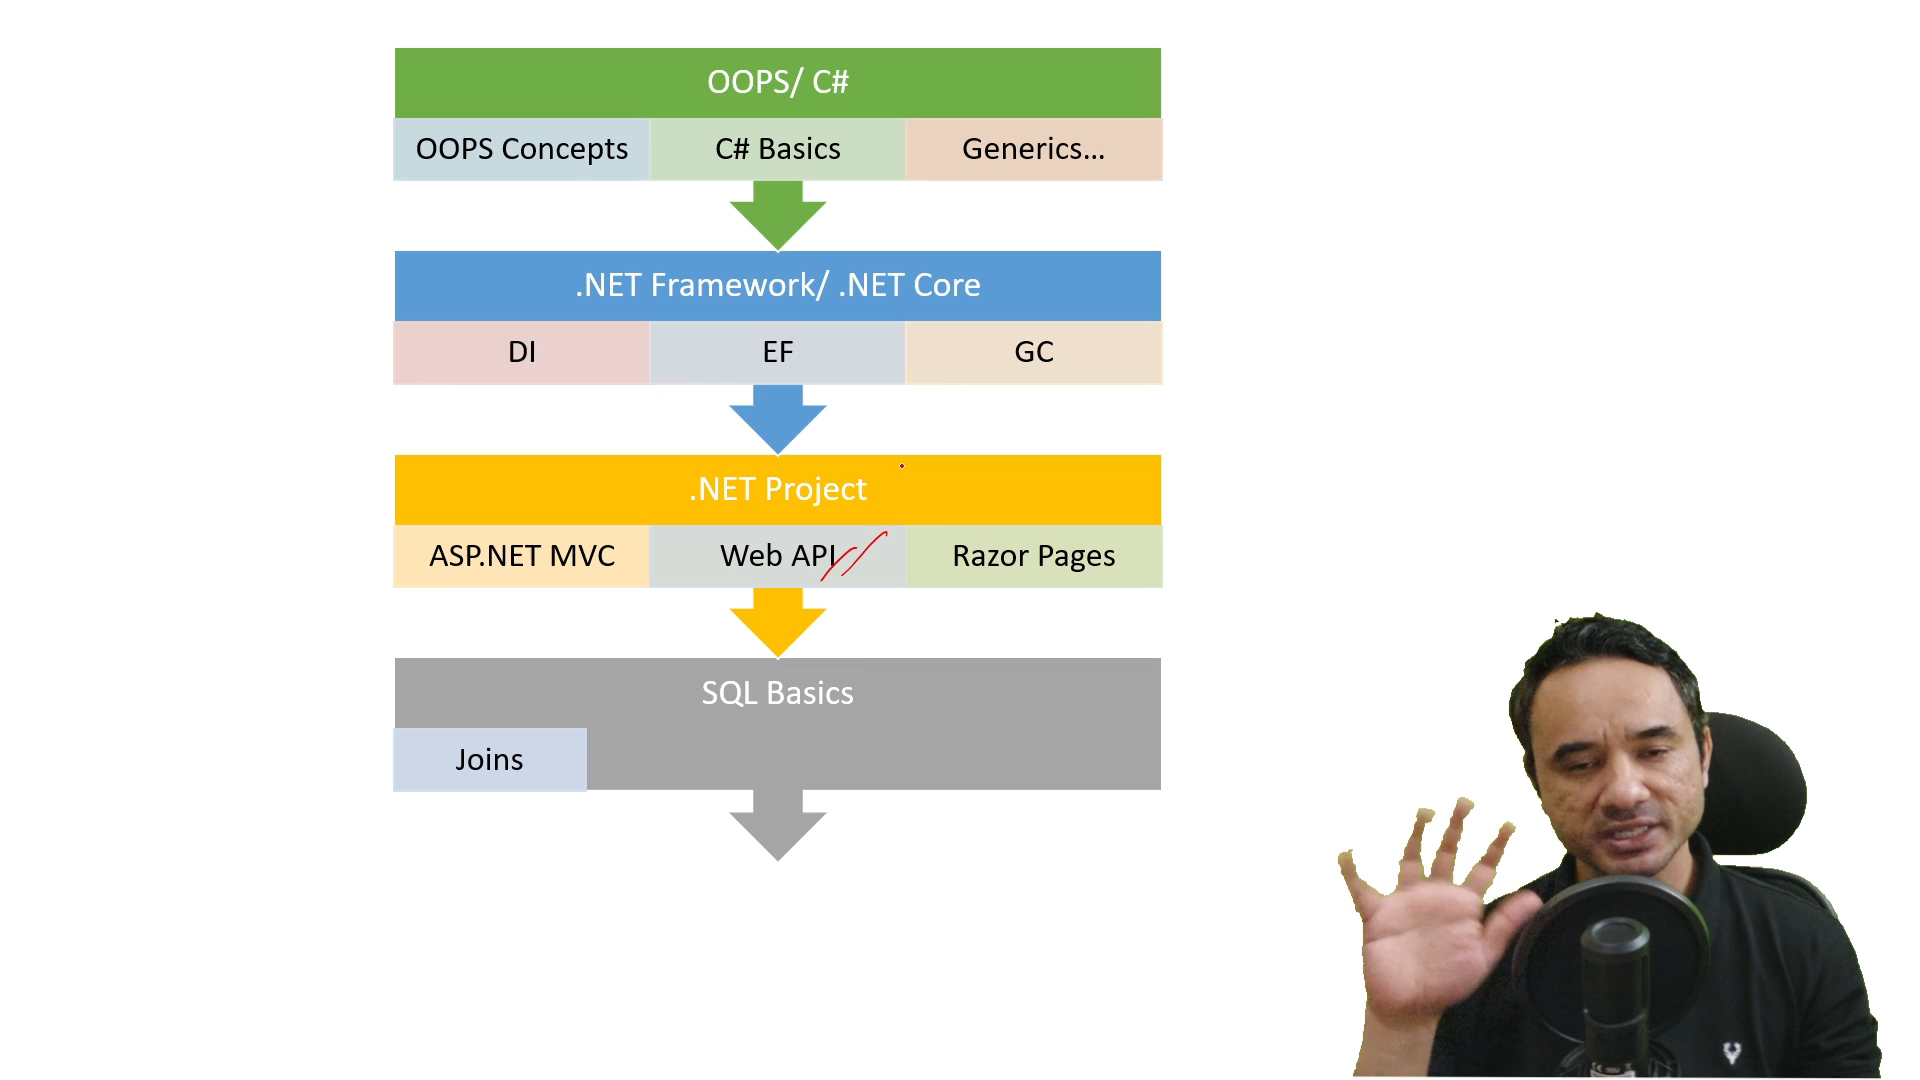 OOPS/ C#
OOPS Concepts
C# Basics
Generics...
.NET Framework/ .NET Core
DI
EF
GC
.NET Project
ASP.NET MVC
Web API
Razor Pages
SQL Basics
Joins